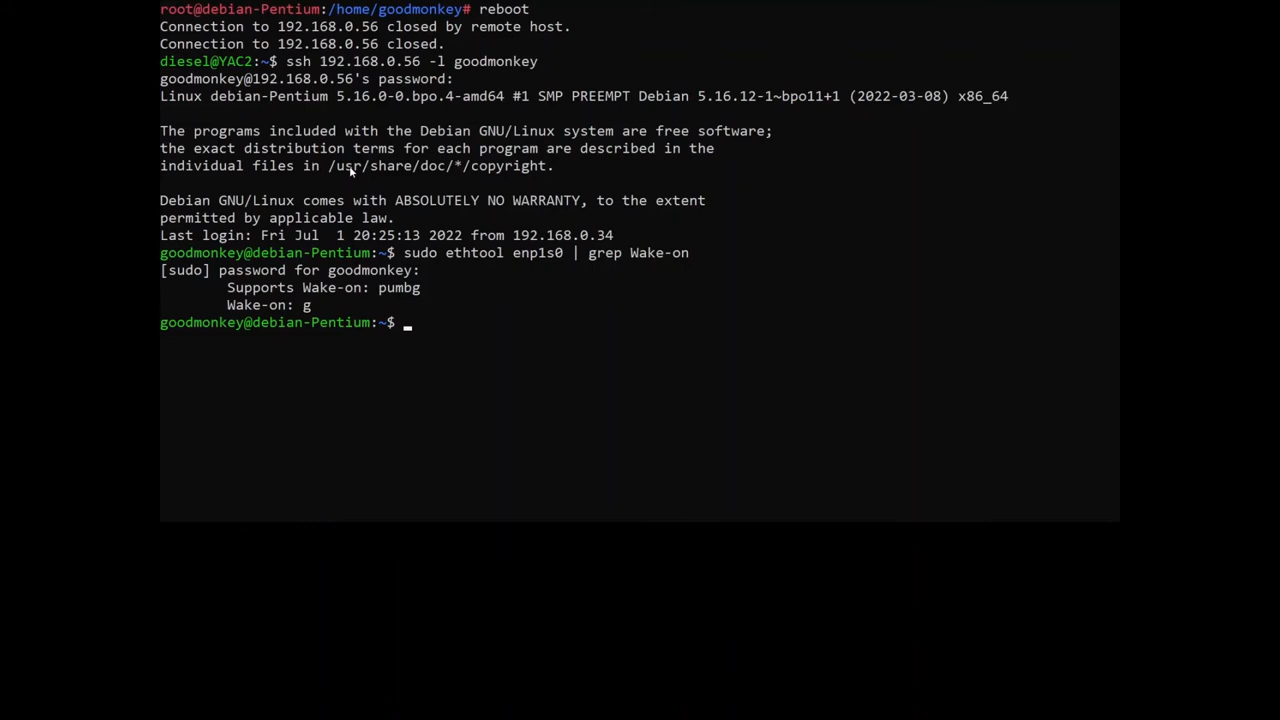 root@debian-Pentium:/home/goodmonkey# reboot
Connection to 192.168.0.56 closed by remote host.
Connection to 192.168.0.56 closed.
diesel@YAC2:~$ ssh 192.168.0.56 -l goodmonkey
goodmonkey@192.168.0.56's password:
Linux debian-Pentium 5.16.0-0.bpo.4-amd64 #1 SMP PREEMPT Debian 5.16.12-1~bpo11+1 (2022-03-08) x86_64
The programs included with the Debian GNU/Linux system are free software;
the exact distribution terms for each program are described in the
individual files in /usr/share/doc/*/copyright.
Debian GNU/Linux comes with ABSOLUTELY NO WARRANTY, to the extent
permitted by applicable law.
Last login: Fri Jul  1 20:25:13 2022 from 192.168.0.34
goodmonkey@debian-Pentium:~$ sudo ethtool enp1s0 | grep Wake-on
[sudo] password for goodmonkey:
        Supports Wake-on: pumbg
        Wake-on: g
goodmonkey@debian-Pentium:~$ _